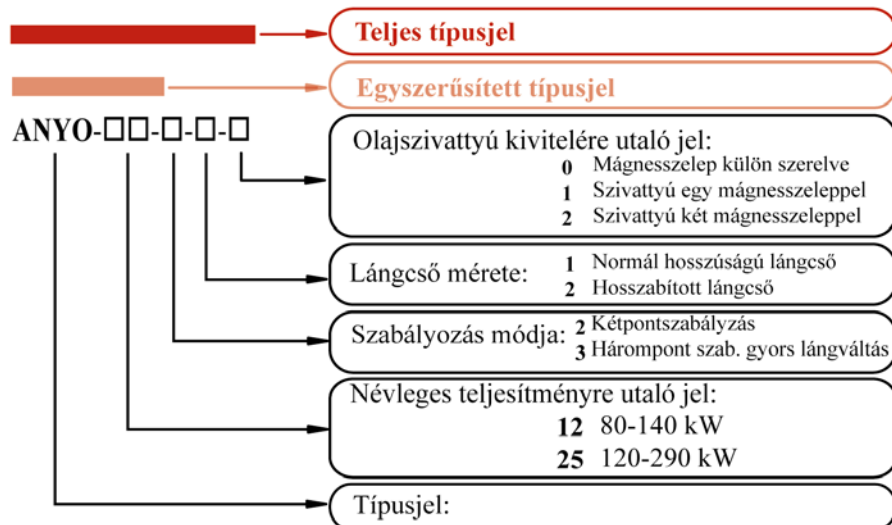 Teljes típusjel
Egyszerűsített típusjel
ANYO-□□-□-□-□
Olajszivattyú kivitelére utaló jel:
0 Mágnesszelep külön szerelve
1 Szivattyú egy mágnesszeleppel
2 Szivattyú két mágnesszeleppel
Lángcső mérete: 1 Normál hosszúságú lángcső
2 Hosszabított lángcső
Szabályozás módja: 2 Kétpontszabályzás
3 Hárompont szab. gyors lángváltás
Névleges teljesítményre utaló jel:
12 80-140 kW
25 120-290 kW
Típusjel: